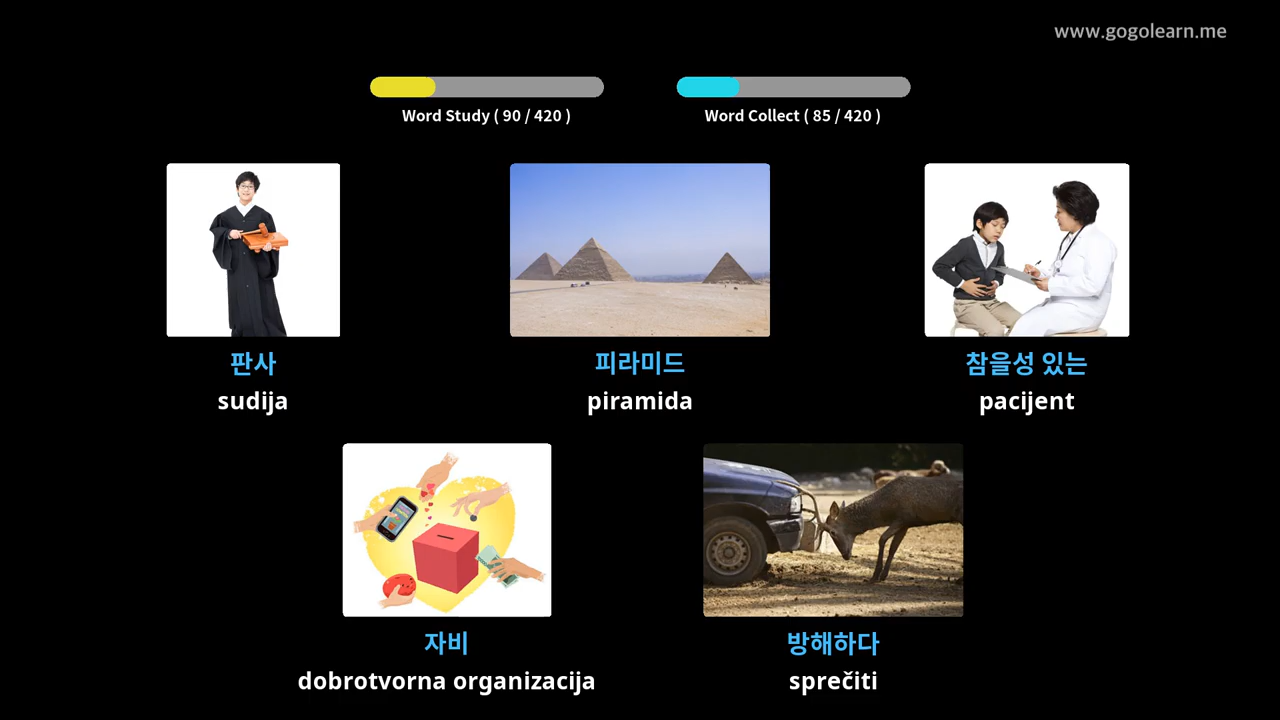 www.gogolearn.me
Word Study ( 90 / 420 )
Word Collect ( 85 / 420 )
판사
sudija
피라미드
piramida
참을성 있는
pacijent
자비
dobrotvorna organizacija
방해하다
sprečiti